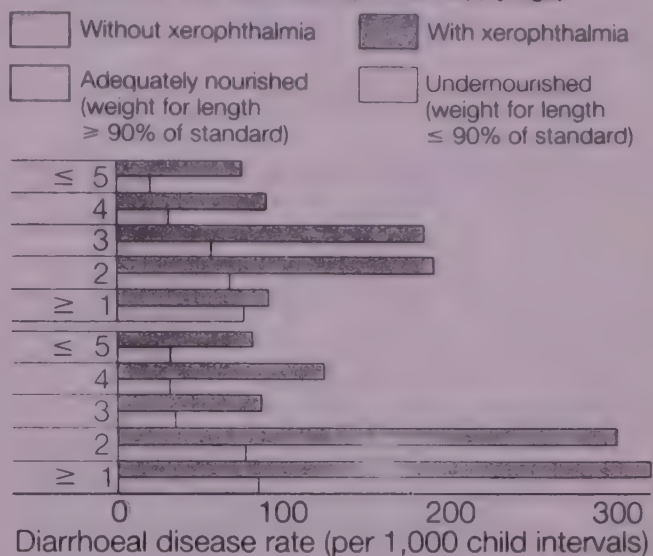 Without xerophthalmia
With xerophthalmia
Adequately nourished
(weight for length
≥ 90% of standard)
Undernourished
(weight for length
≤ 90% of standard)
≤ 5
4
3
2
≥ 1
≤ 5
4
3
2
≥ 1
0 100 200 300
Diarrhoeal disease rate (per 1,000 child intervals)